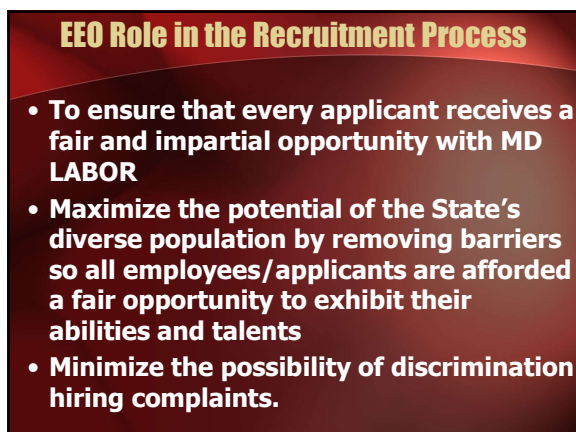 EEO Role in the Recruitment Process
• To ensure that every applicant receives a
fair and impartial opportunity with MD
LABOR
• Maximize the potential of the State’s
diverse population by removing barriers
so all employees/applicants are afforded
a fair opportunity to exhibit their
abilities and talents
• Minimize the possibility of discrimination
hiring complaints.